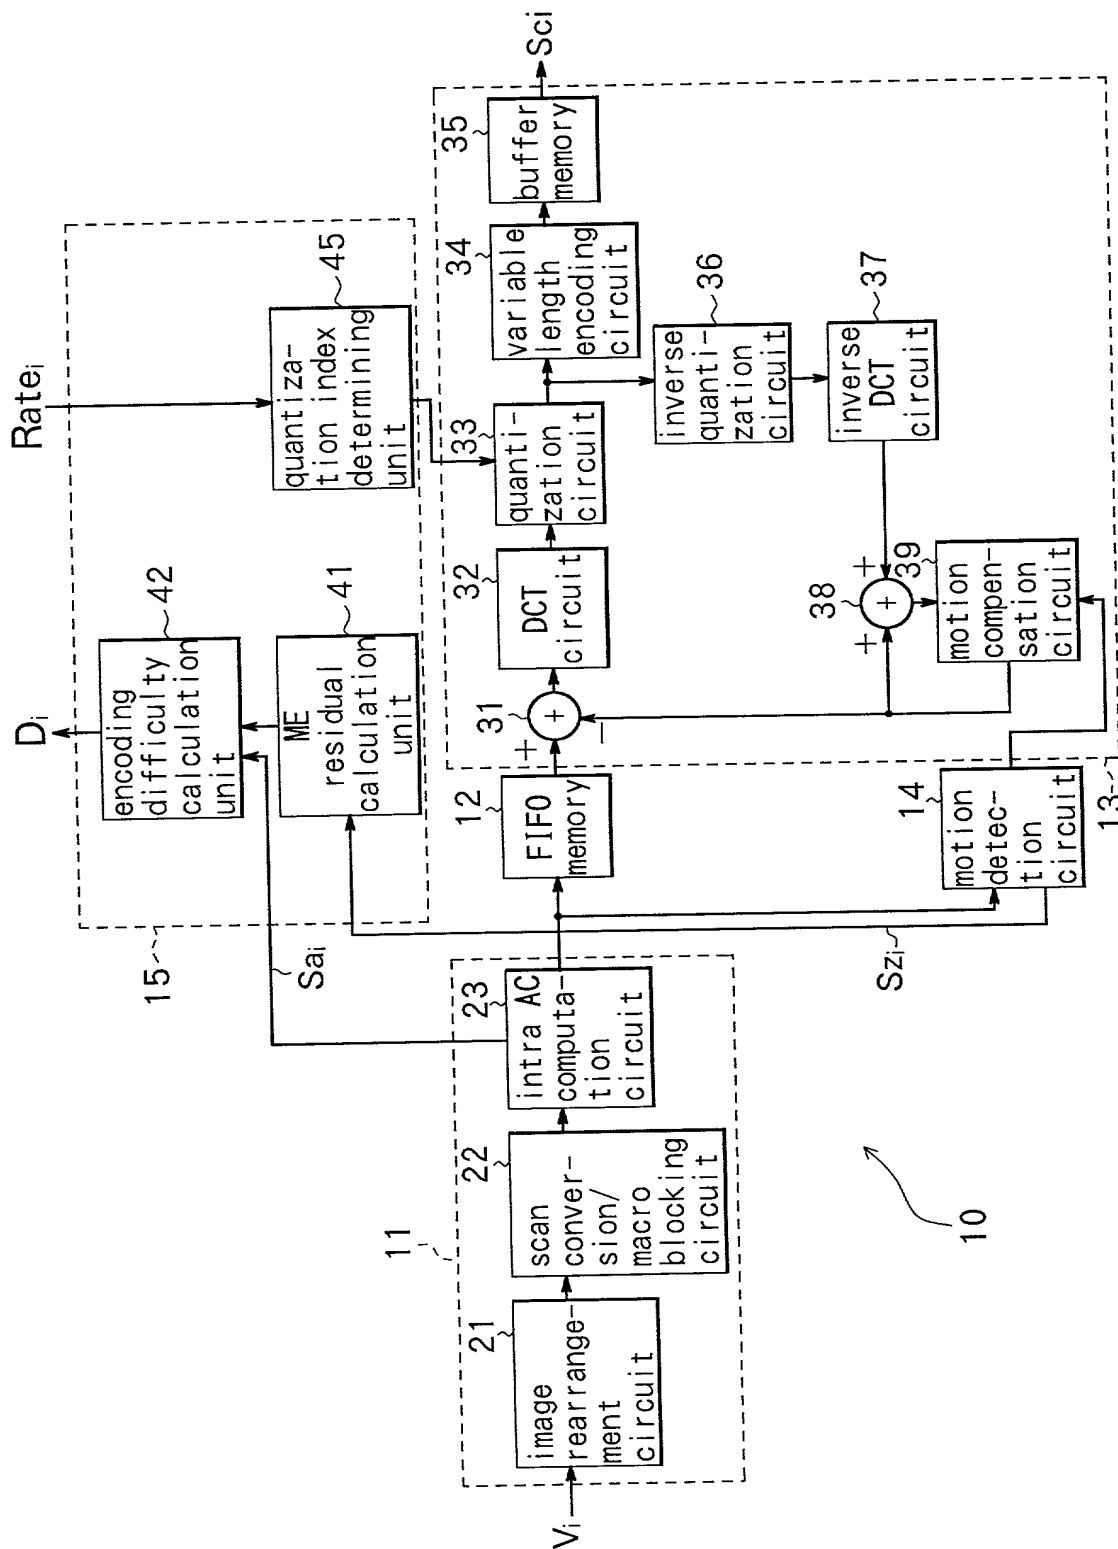 Rateᵢ
Dᵢ
15
42
encoding
difficulty
calculation
unit
41
ME
residual
calculation
unit
45
quantiza-
tion index
determining
unit
Saᵢ
Szᵢ
Vᵢ
11
21
image
rearrange-
ment
circuit
22
scan
conver-
sion/
macro
blocking
circuit
23
intra AC
computa-
tion
circuit
12
FIFO
memory
31
+
+
−
32
DCT
circuit
33
quanti-
zation
circuit
34
variable
length
encoding
circuit
35
buffer
memory
Sci
36
inverse
quanti-
zation
circuit
37
inverse
DCT
circuit
38
+
+
+
39
motion
compen-
sation
circuit
14
motion
detec-
tion
circuit
13
10